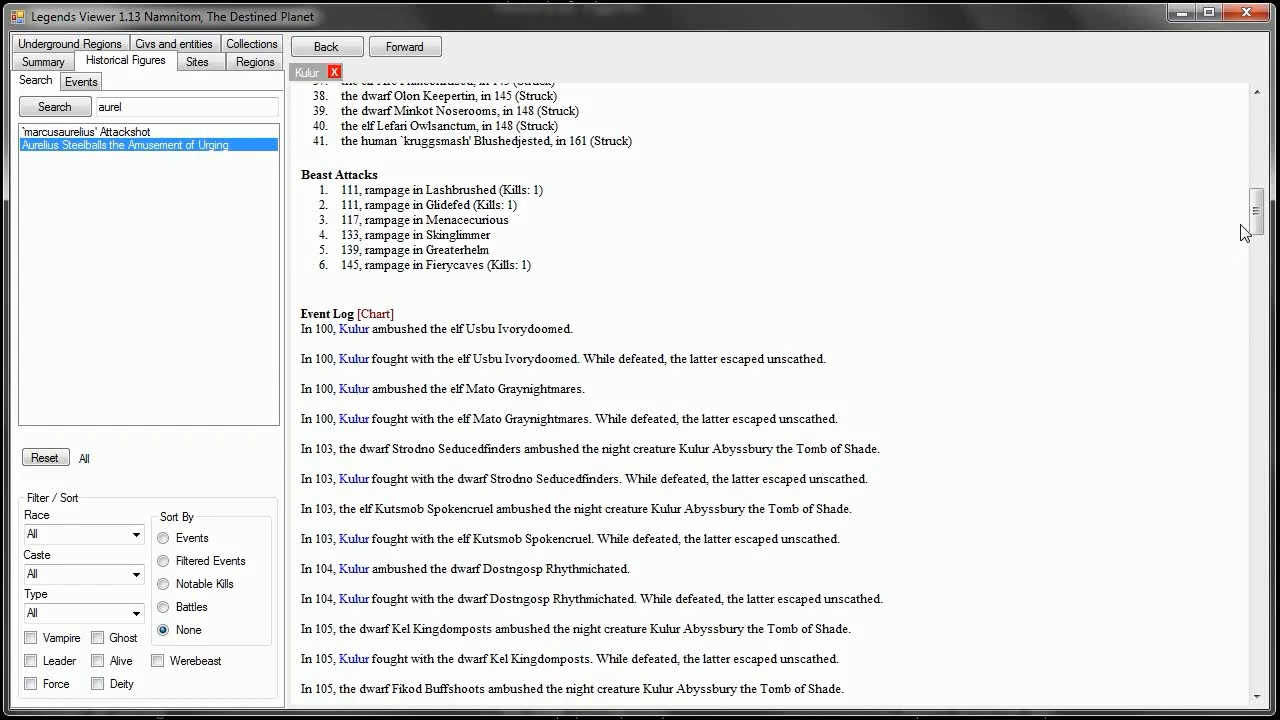 Legends Viewer 1.13 Namnitom, The Destined Planet
Underground Regions Civs and entities Collections
Summary Historical Figures Sites Regions
Search Events
Search aurel
`marcusaurelius' Attackshot
Aurelius Steelballs the Amusement of Urging
Reset All
Filter / Sort
Race
All
Caste
All
Type
All
Sort By
Events
Filtered Events
Notable Kills
Battles
None
Vampire Ghost
Leader Alive Werebeast
Force Deity
Back Forward
Kulur X
38. the dwarf Olon Keepertin, in 145 (Struck)
39. the dwarf Minkot Noserooms, in 148 (Struck)
40. the elf Lefari Owlsanctum, in 148 (Struck)
41. the human `kruggsmash' Blushedjested, in 161 (Struck)
Beast Attacks
1. 111, rampage in Lashbrushed (Kills: 1)
2. 111, rampage in Glidefed (Kills: 1)
3. 117, rampage in Menacecurious
4. 133, rampage in Skinglimmer
5. 139, rampage in Greaterhelm
6. 145, rampage in Fierycaves (Kills: 1)
Event Log [Chart]
In 100, Kulur ambushed the elf Usbu Ivorydoomed.
In 100, Kulur fought with the elf Usbu Ivorydoomed. While defeated, the latter escaped unscathed.
In 100, Kulur ambushed the elf Mato Graynightmares.
In 100, Kulur fought with the elf Mato Graynightmares. While defeated, the latter escaped unscathed.
In 103, the dwarf Strodno Seducedfinders ambushed the night creature Kulur Abyssbury the Tomb of Shade.
In 103, Kulur fought with the dwarf Strodno Seducedfinders. While defeated, the latter escaped unscathed.
In 103, the elf Kutsmob Spokencruel ambushed the night creature Kulur Abyssbury the Tomb of Shade.
In 103, Kulur fought with the elf Kutsmob Spokencruel. While defeated, the latter escaped unscathed.
In 104, Kulur ambushed the dwarf Dostngosp Rhythmichated.
In 104, Kulur fought with the dwarf Dostngosp Rhythmichated. While defeated, the latter escaped unscathed.
In 105, the dwarf Kel Kingdomposts ambushed the night creature Kulur Abyssbury the Tomb of Shade.
In 105, Kulur fought with the dwarf Kel Kingdomposts. While defeated, the latter escaped unscathed.
In 105, the dwarf Fikod Buffshoots ambushed the night creature Kulur Abyssbury the Tomb of Shade.